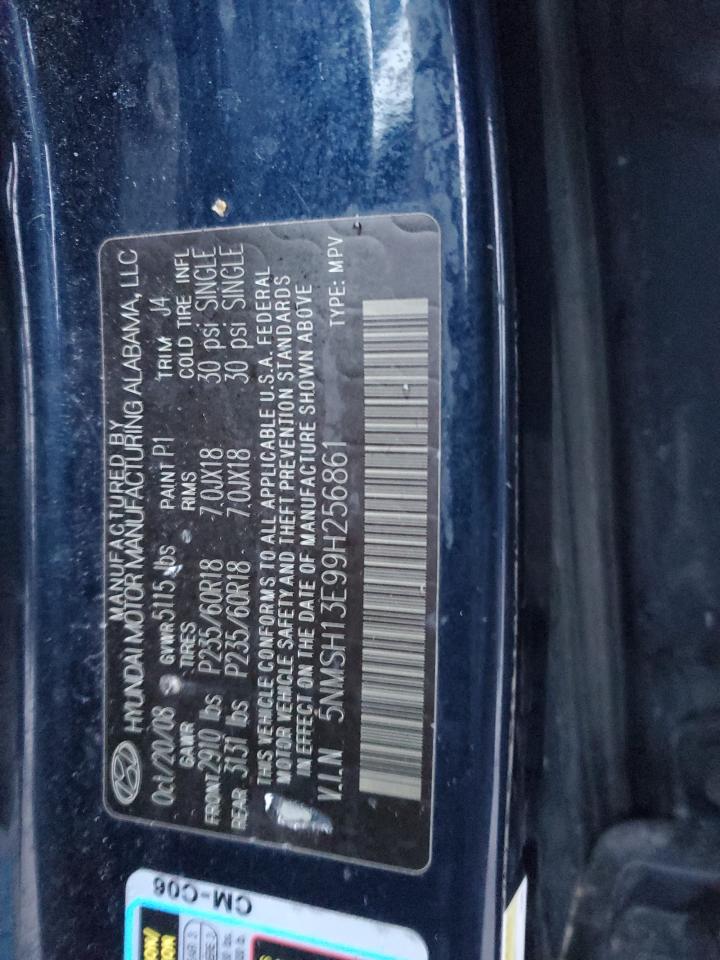 MANUFACTURED BY
HYUNDAI MOTOR MANUFACTURING ALABAMA, LLC
Oct/20/08 GVWR 5115 lbs PAINT P1 TRIM J4
GAWR TIRES RIMS COLD TIRE INFL
FRONT 2910 lbs P235/60R18 7.0JX18 30 psi SINGLE
REAR 3131 lbs P235/60R18 7.0JX18 30 psi SINGLE
THIS VEHICLE CONFORMS TO ALL APPLICABLE U.S.A. FEDERAL
MOTOR VEHICLE SAFETY AND THEFT PREVENTION STANDARDS
IN EFFECT ON THE DATE OF MANUFACTURE SHOWN ABOVE
V.I.N 5NMSH13E99H256861 TYPE: MPV
CM-C06